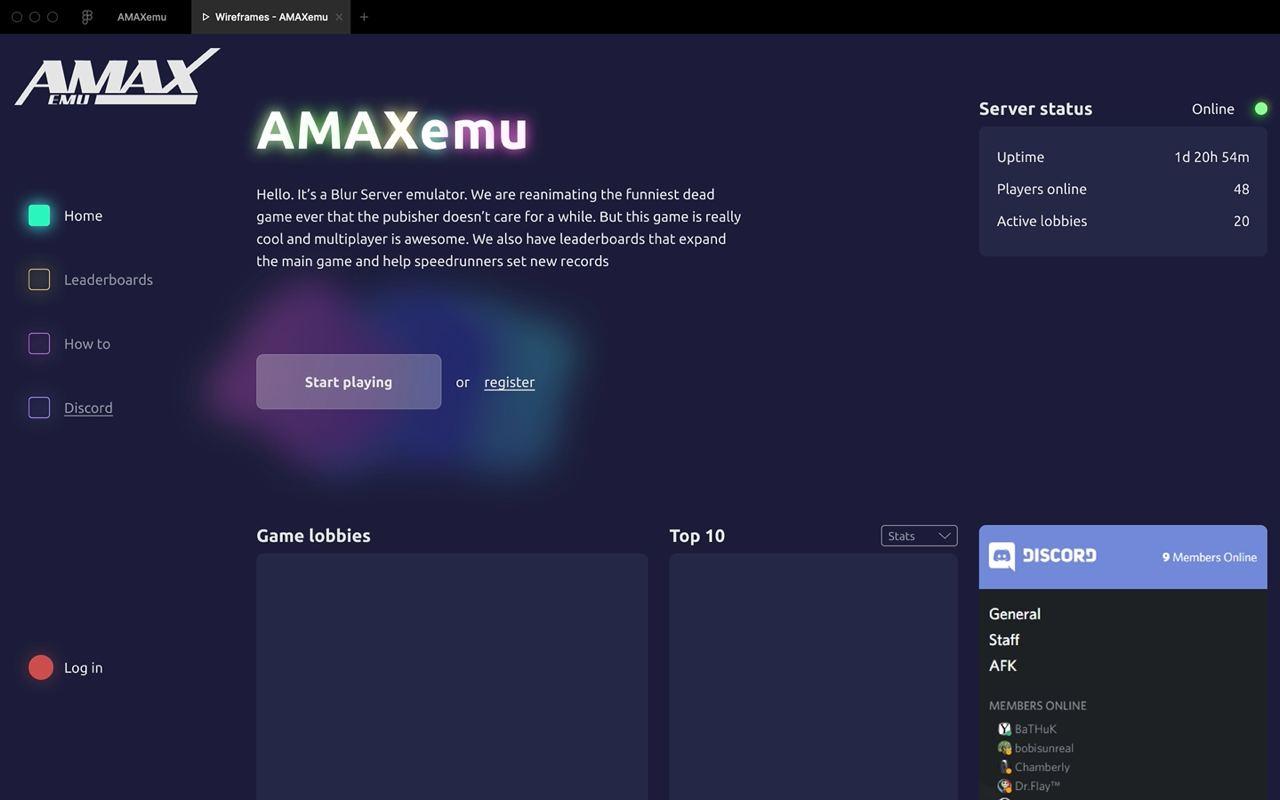 AMAXemu
Wireframes - AMAXemu
AMAX
EMU
AMAXemu
Hello. It’s a Blur Server emulator. We are reanimating the funniest dead
game ever that the pubisher doesn’t care for a while. But this game is really
cool and multiplayer is awesome. We also have leaderboards that expand
the main game and help speedrunners set new records
Start playing or register
Server status Online
Uptime 1d 20h 54m
Players online 48
Active lobbies 20
Home
Leaderboards
How to
Discord
Log in
Game lobbies
Top 10 Stats
DISCORD 9 Members Online
General
Staff
AFK
MEMBERS ONLINE
BaTHuK
bobisunreal
Chamberly
Dr.Flay™